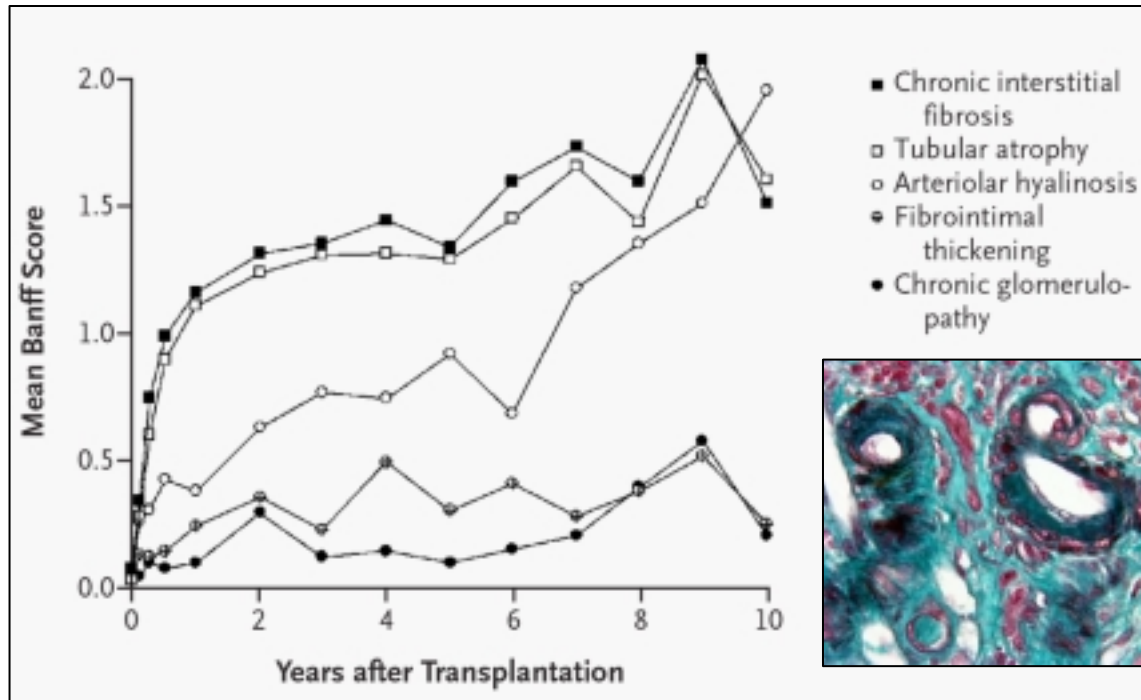 2.0
1.5
1.0
0.5
0.0
Mean Banff Score
0 2 4 6 8 10
Years after Transplantation
Chronic interstitial
fibrosis
Tubular atrophy
Arteriolar hyalinosis
Fibrointimal
thickening
Chronic glomerulo-
pathy